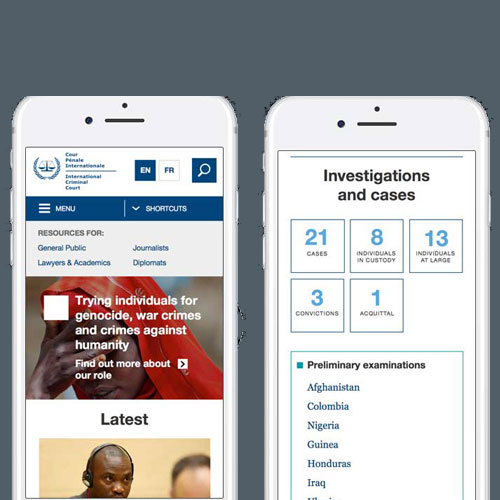 Cour
Pénale
Internationale
International
Criminal
Court
EN
FR
MENU
SHORTCUTS
RESOURCES FOR:
General Public
Journalists
Lawyers & Academics
Diplomats
Trying individuals for
genocide, war crimes
and crimes against
humanity
Find out more about
our role
Latest
Investigations
and cases
21
CASES
8
INDIVIDUALS
IN CUSTODY
13
INDIVIDUALS
AT LARGE
3
CONVICTIONS
1
ACQUITTAL
Preliminary examinations
Afghanistan
Colombia
Nigeria
Guinea
Honduras
Iraq